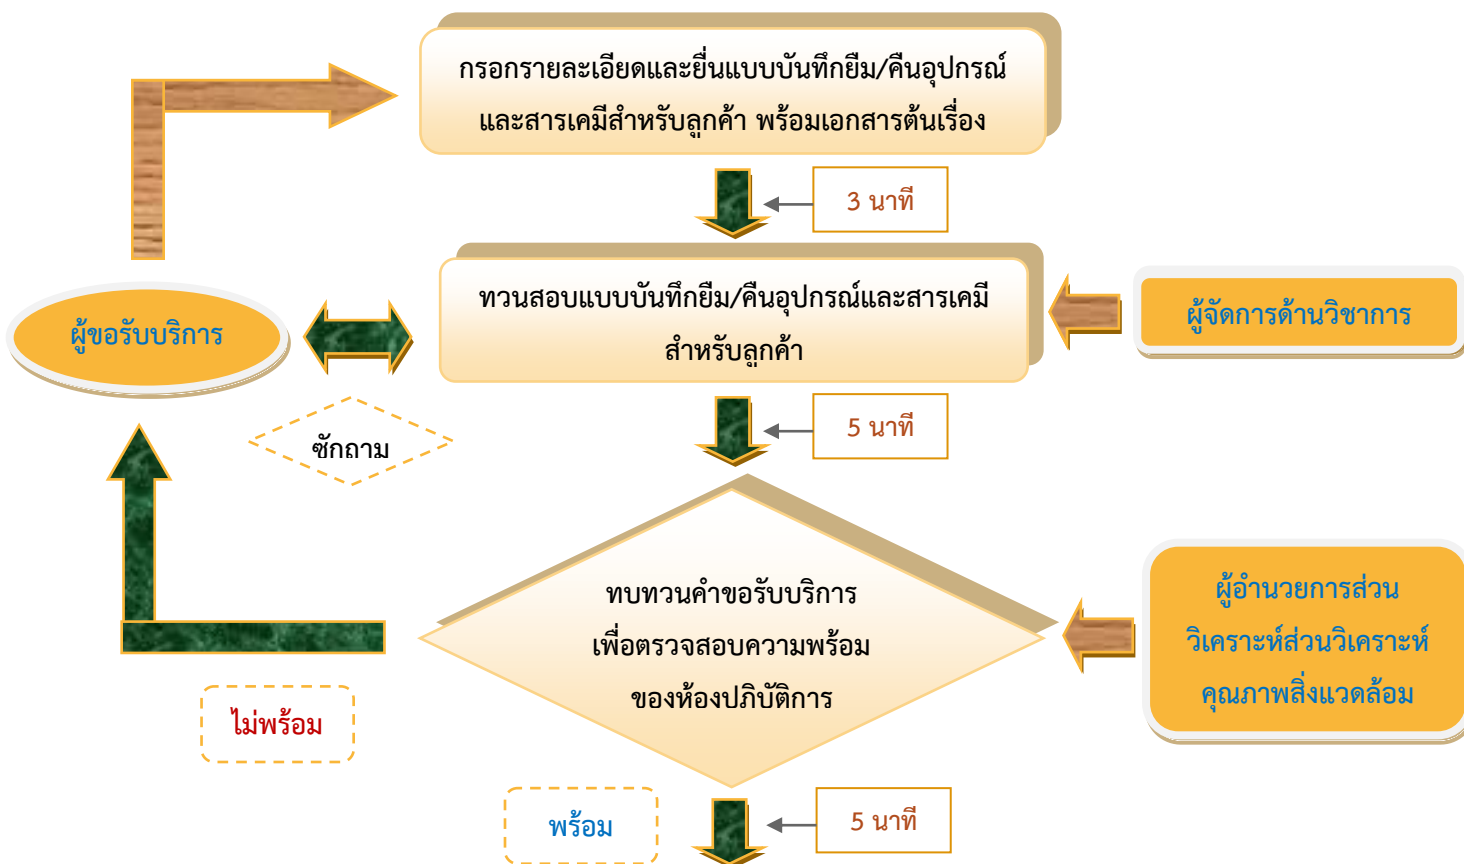 กรอกรายละเอียดและยื่นแบบบันทึกยืม/คืนอุปกรณ์
และสารเคมีสำหรับลูกค้า พร้อมเอกสารต้นเรื่อง
3 นาที
ผู้ขอรับบริการ
ทวนสอบแบบบันทึกยืม/คืนอุปกรณ์และสารเคมี
สำหรับลูกค้า
ผู้จัดการด้านวิชาการ
ซักถาม
5 นาที
ทบทวนคำขอรับบริการ
เพื่อตรวจสอบความพร้อม
ของห้องปฏิบัติการ
ผู้อำนวยการส่วน
วิเคราะห์ส่วนวิเคราะห์
คุณภาพสิ่งแวดล้อม
ไม่พร้อม
พร้อม
5 นาที